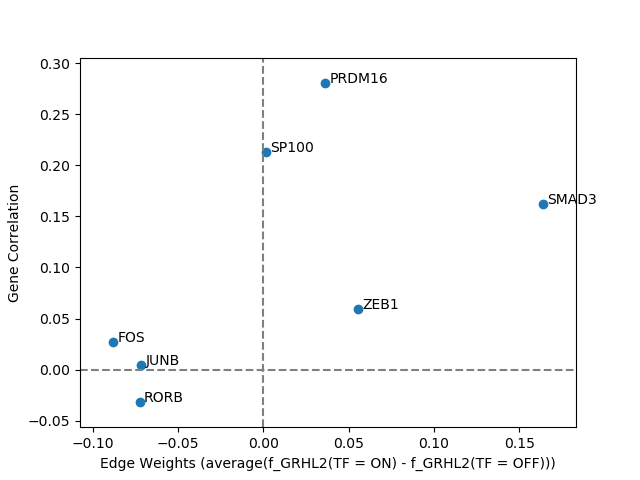 0.30
0.25
0.20
0.15
0.10
0.05
0.00
−0.05
Gene Correlation
PRDM16
SP100
SMAD3
ZEB1
FOS
JUNB
RORB
−0.10
−0.05
0.00
0.05
0.10
0.15
Edge Weights (average(f_GRHL2(TF = ON) - f_GRHL2(TF = OFF)))